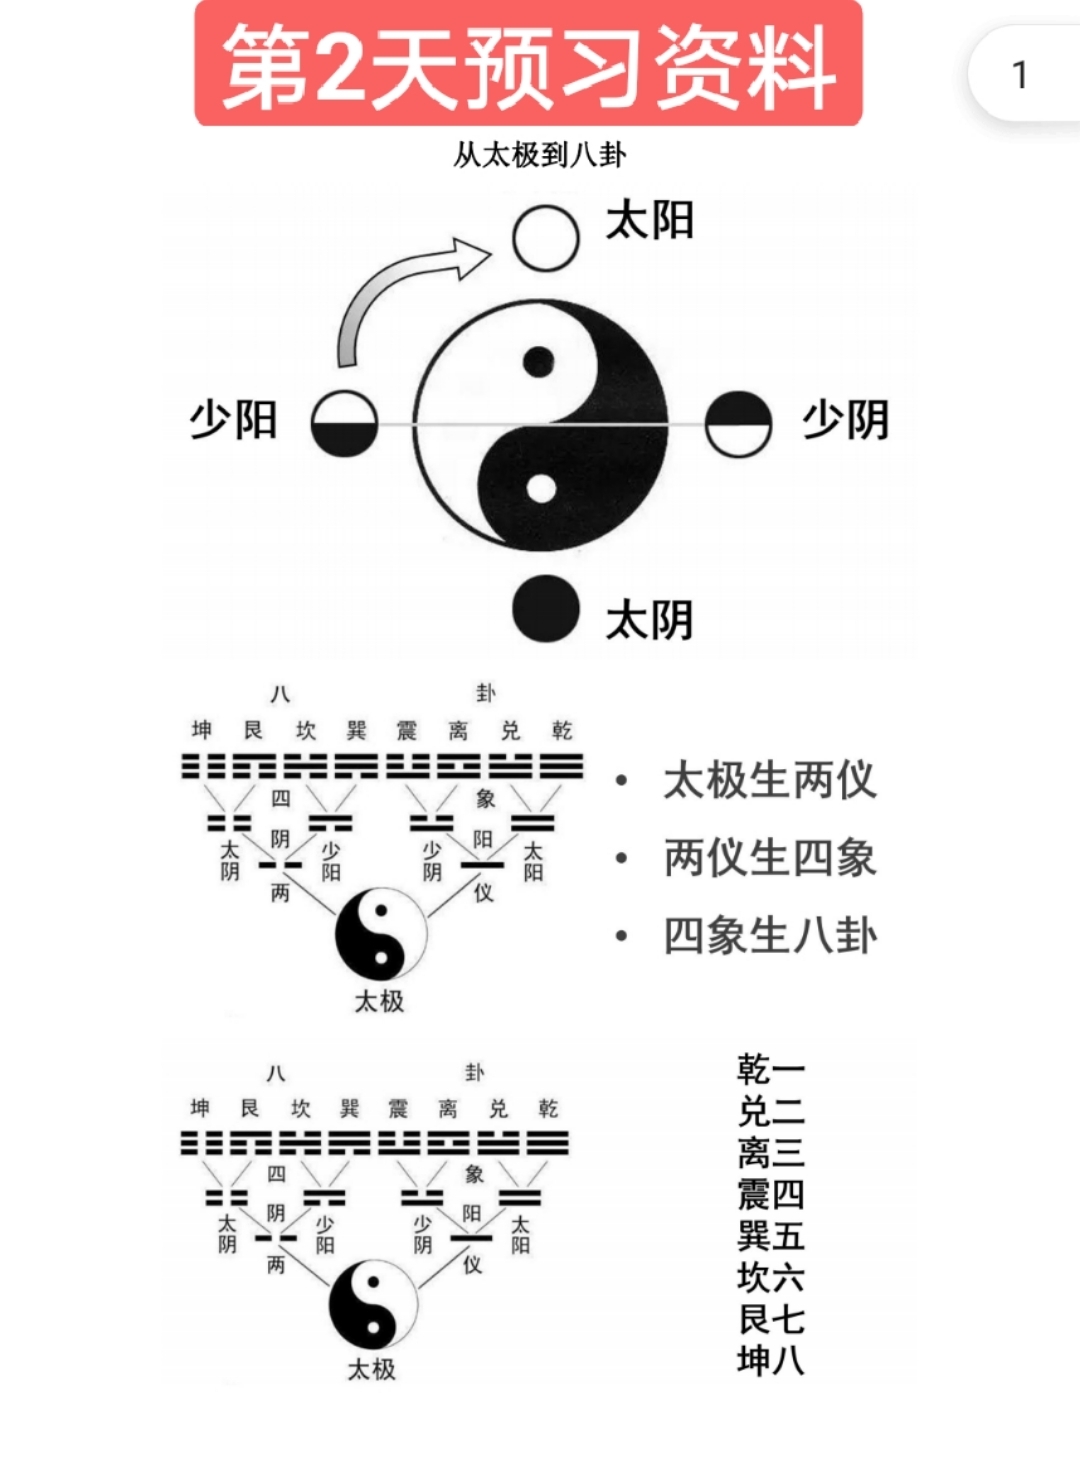 第2天预习资料
1
从太极到八卦
太阳
少阳
少阴
太阴
八 卦
坤 艮 坎 巽 震 离 兑 乾
四 象
太阴 阴 少阳 少阴 阳 太阳
两 仪
太极
• 太极生两仪
• 两仪生四象
• 四象生八卦
八 卦
坤 艮 坎 巽 震 离 兑 乾
四 象
太阴 阴 少阳 少阴 阳 太阳
两 仪
太极
乾一
兑二
离三
震四
巽五
坎六
艮七
坤八